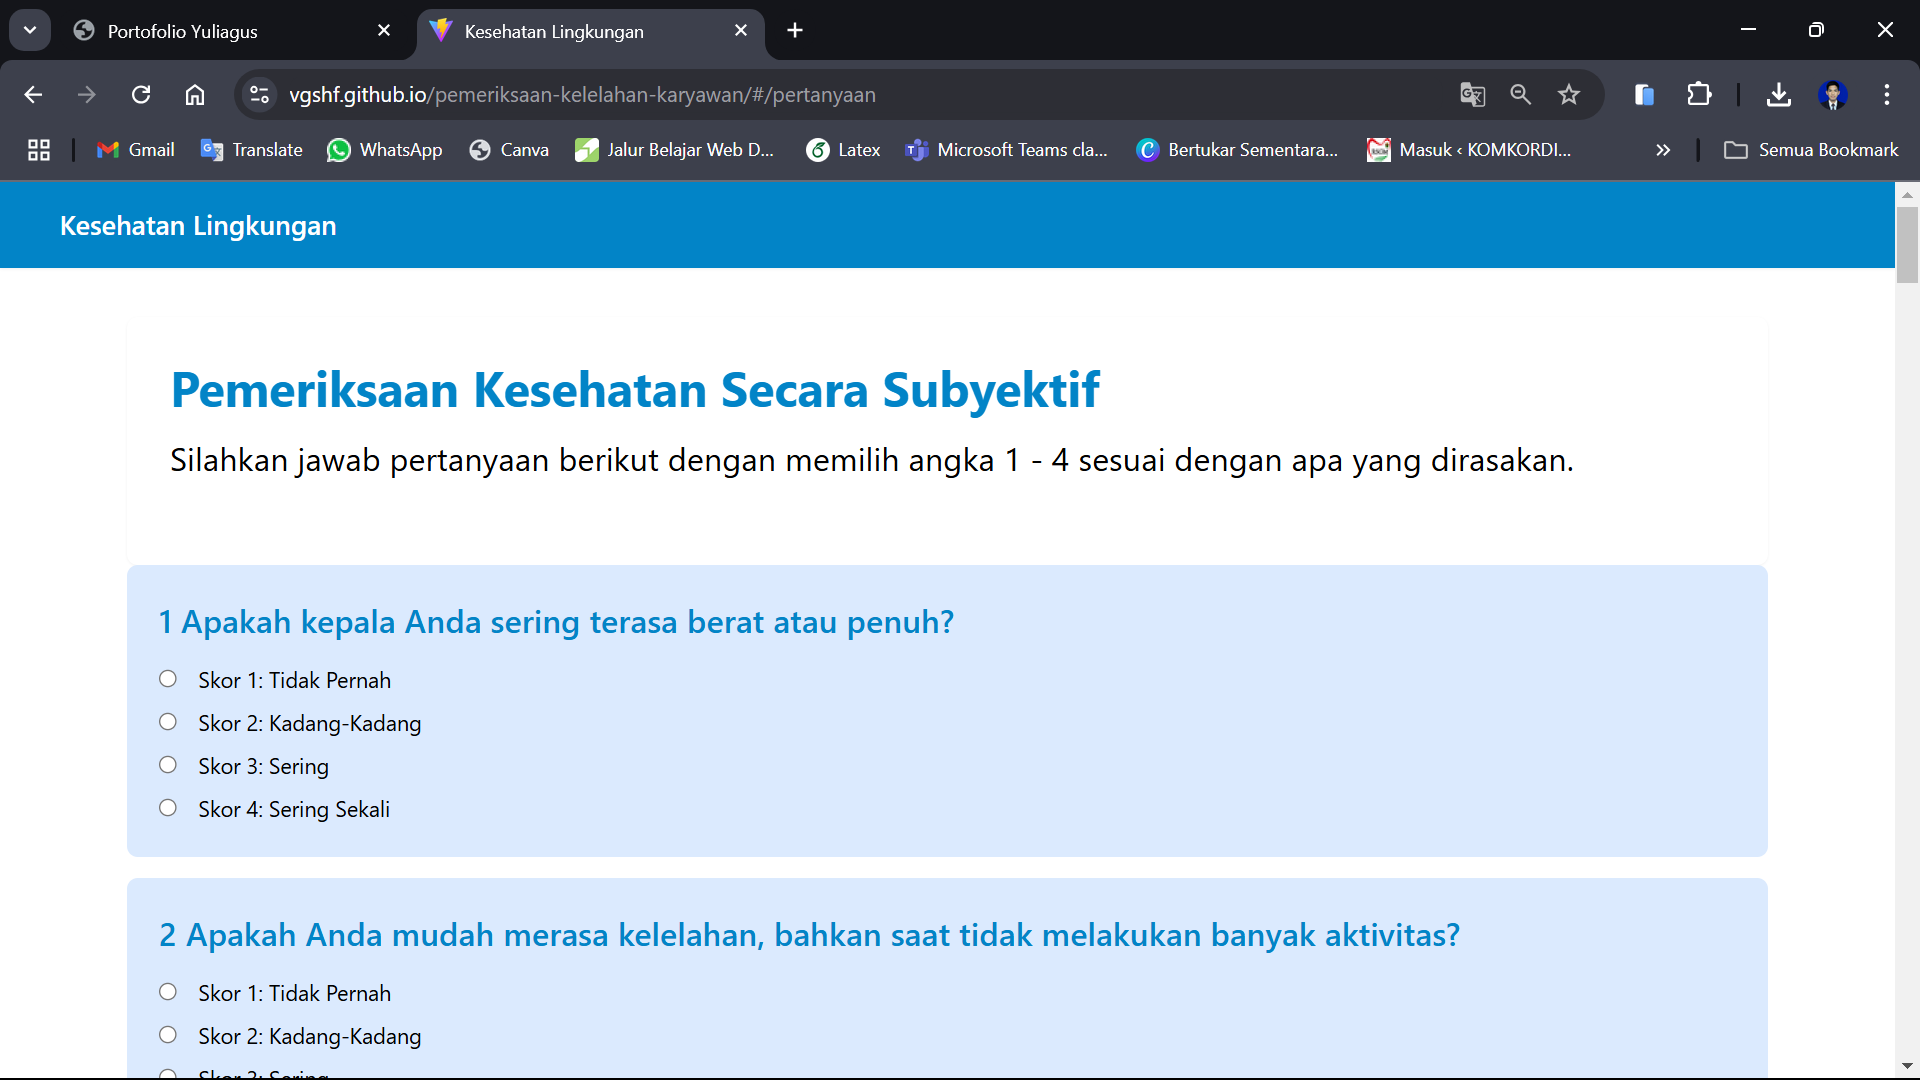 Portofolio Yuliagus
Kesehatan Lingkungan
vgshf.github.io/pemeriksaan-kelelahan-karyawan/#/pertanyaan
Gmail Translate WhatsApp Canva Jalur Belajar Web D... Latex Microsoft Teams cla... Bertukar Sementara... Masuk ‹ KOMKORDI... » Semua Bookmark
Kesehatan Lingkungan
Pemeriksaan Kesehatan Secara Subyektif
Silahkan jawab pertanyaan berikut dengan memilih angka 1 - 4 sesuai dengan apa yang dirasakan.
1 Apakah kepala Anda sering terasa berat atau penuh?
Skor 1: Tidak Pernah
Skor 2: Kadang-Kadang
Skor 3: Sering
Skor 4: Sering Sekali
2 Apakah Anda mudah merasa kelelahan, bahkan saat tidak melakukan banyak aktivitas?
Skor 1: Tidak Pernah
Skor 2: Kadang-Kadang
Skor 3: Sering